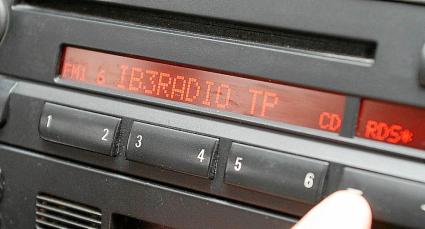 FM1 6 IB3RADIO TP CD RDS*
1 2 3 4 5 6